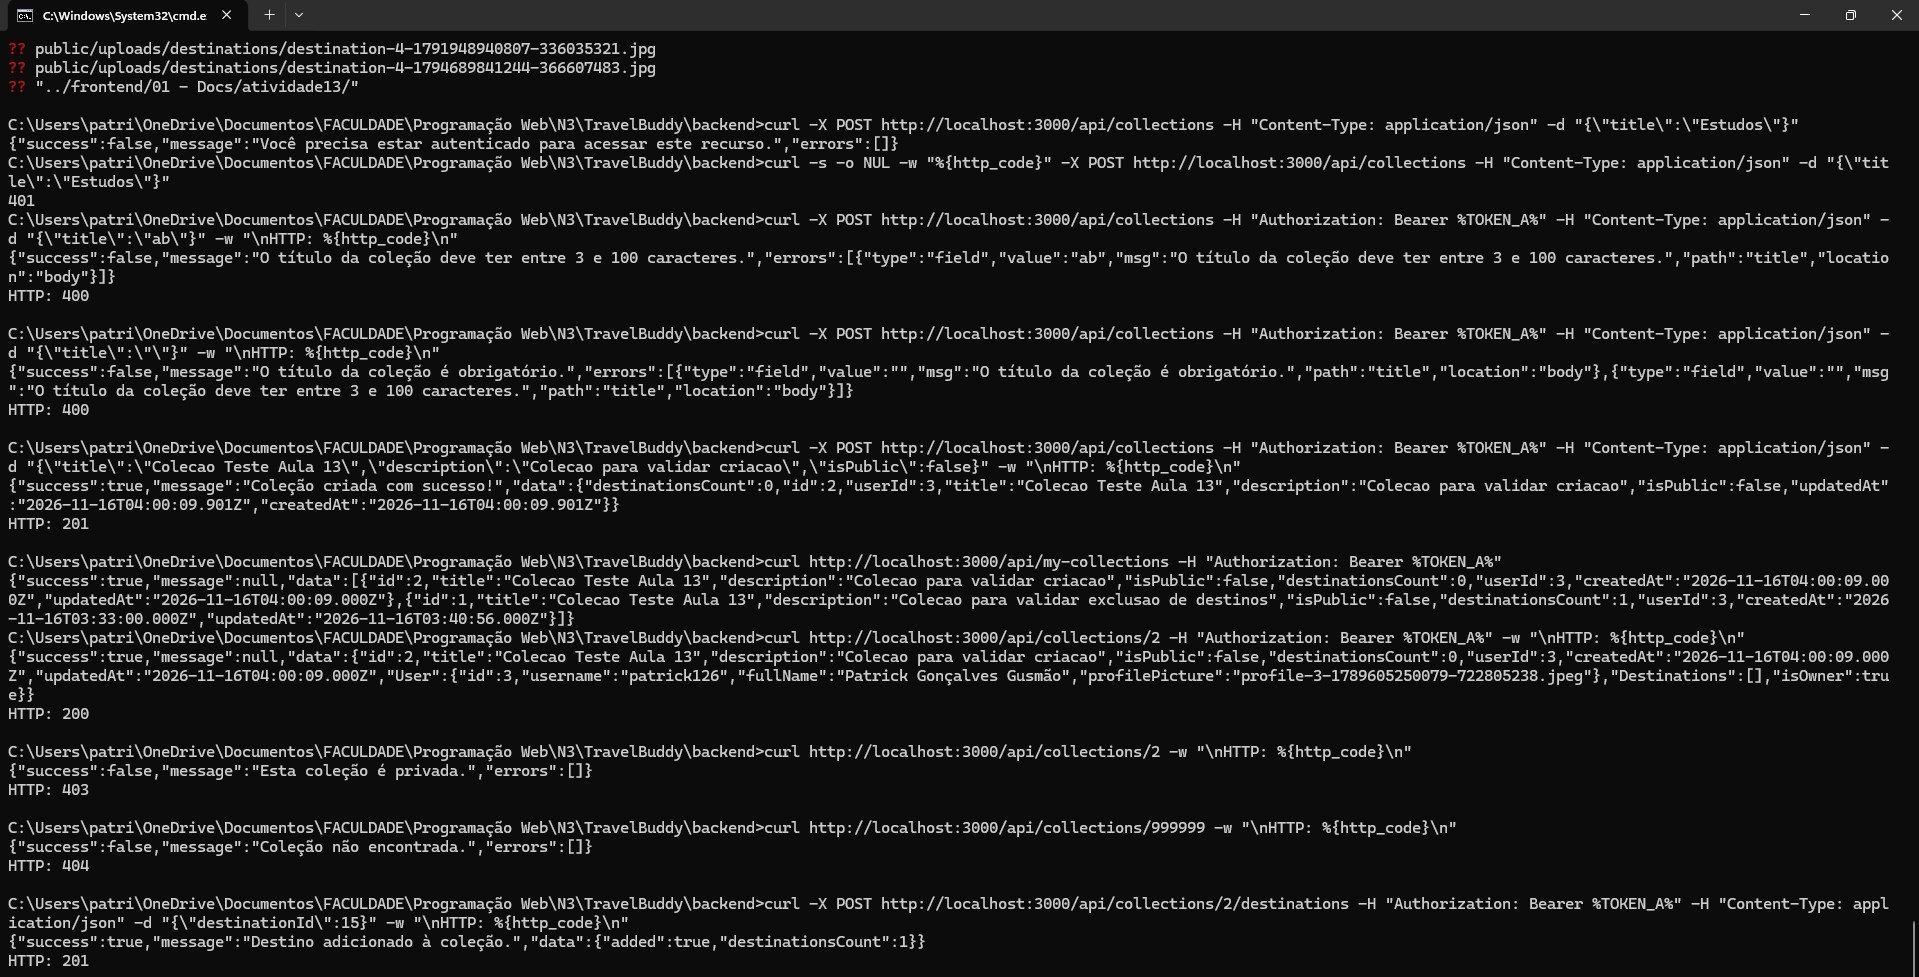 C:\Windows\System32\cmd.e
?? public/uploads/destinations/destination-4-1791948940807-336035321.jpg
?? public/uploads/destinations/destination-4-1794689841244-366607483.jpg
?? "../frontend/01 - Docs/atividade13/"
C:\Users\patri\OneDrive\Documentos\FACULDADE\Programação Web\N3\TravelBuddy\backend>curl -X POST http://localhost:3000/api/collections -H "Content-Type: application/json" -d "{\"title\":\"Estudos\"}"
{"success":false,"message":"Você precisa estar autenticado para acessar este recurso.","errors":[]}
C:\Users\patri\OneDrive\Documentos\FACULDADE\Programação Web\N3\TravelBuddy\backend>curl -s -o NUL -w "%{http_code}" -X POST http://localhost:3000/api/collections -H "Content-Type: application/json" -d "{\"tit
le\":\"Estudos\"}"
401
C:\Users\patri\OneDrive\Documentos\FACULDADE\Programação Web\N3\TravelBuddy\backend>curl -X POST http://localhost:3000/api/collections -H "Authorization: Bearer %TOKEN_A%" -H "Content-Type: application/json" -
d "{\"title\":\"ab\"}" -w "\nHTTP: %{http_code}\n"
{"success":false,"message":"O título da coleção deve ter entre 3 e 100 caracteres.","errors":[{"type":"field","value":"ab","msg":"O título da coleção deve ter entre 3 e 100 caracteres.","path":"title","locatio
n":"body"}]}
HTTP: 400
C:\Users\patri\OneDrive\Documentos\FACULDADE\Programação Web\N3\TravelBuddy\backend>curl -X POST http://localhost:3000/api/collections -H "Authorization: Bearer %TOKEN_A%" -H "Content-Type: application/json" -
d "{\"title\":\"\"}" -w "\nHTTP: %{http_code}\n"
{"success":false,"message":"O título da coleção é obrigatório.","errors":[{"type":"field","value":"","msg":"O título da coleção é obrigatório.","path":"title","location":"body"},{"type":"field","value":"","msg
":"O título da coleção deve ter entre 3 e 100 caracteres.","path":"title","location":"body"}]}
HTTP: 400
C:\Users\patri\OneDrive\Documentos\FACULDADE\Programação Web\N3\TravelBuddy\backend>curl -X POST http://localhost:3000/api/collections -H "Authorization: Bearer %TOKEN_A%" -H "Content-Type: application/json" -
d "{\"title\":\"Colecao Teste Aula 13\",\"description\":\"Colecao para validar criacao\",\"isPublic\":false}" -w "\nHTTP: %{http_code}\n"
{"success":true,"message":"Coleção criada com sucesso!","data":{"destinationsCount":0,"id":2,"userId":3,"title":"Colecao Teste Aula 13","description":"Colecao para validar criacao","isPublic":false,"updatedAt"
:"2026-11-16T04:00:09.901Z","createdAt":"2026-11-16T04:00:09.901Z"}}
HTTP: 201
C:\Users\patri\OneDrive\Documentos\FACULDADE\Programação Web\N3\TravelBuddy\backend>curl http://localhost:3000/api/my-collections -H "Authorization: Bearer %TOKEN_A%"
{"success":true,"message":null,"data":[{"id":2,"title":"Colecao Teste Aula 13","description":"Colecao para validar criacao","isPublic":false,"destinationsCount":0,"userId":3,"createdAt":"2026-11-16T04:00:09.00
0Z","updatedAt":"2026-11-16T04:00:09.000Z"},{"id":1,"title":"Colecao Teste Aula 13","description":"Colecao para validar exclusao de destinos","isPublic":false,"destinationsCount":1,"userId":3,"createdAt":"2026
-11-16T03:33:00.000Z","updatedAt":"2026-11-16T03:40:56.000Z"}]}
C:\Users\patri\OneDrive\Documentos\FACULDADE\Programação Web\N3\TravelBuddy\backend>curl http://localhost:3000/api/collections/2 -H "Authorization: Bearer %TOKEN_A%" -w "\nHTTP: %{http_code}\n"
{"success":true,"message":null,"data":{"id":2,"title":"Colecao Teste Aula 13","description":"Colecao para validar criacao","isPublic":false,"destinationsCount":0,"userId":3,"createdAt":"2026-11-16T04:00:09.000
Z","updatedAt":"2026-11-16T04:00:09.000Z","User":{"id":3,"username":"patrick126","fullName":"Patrick Gonçalves Gusmão","profilePicture":"profile-3-1789605250079-722805238.jpeg"},"Destinations":[],"isOwner":tru
e}}
HTTP: 200
C:\Users\patri\OneDrive\Documentos\FACULDADE\Programação Web\N3\TravelBuddy\backend>curl http://localhost:3000/api/collections/2 -w "\nHTTP: %{http_code}\n"
{"success":false,"message":"Esta coleção é privada.","errors":[]}
HTTP: 403
C:\Users\patri\OneDrive\Documentos\FACULDADE\Programação Web\N3\TravelBuddy\backend>curl http://localhost:3000/api/collections/999999 -w "\nHTTP: %{http_code}\n"
{"success":false,"message":"Coleção não encontrada.","errors":[]}
HTTP: 404
C:\Users\patri\OneDrive\Documentos\FACULDADE\Programação Web\N3\TravelBuddy\backend>curl -X POST http://localhost:3000/api/collections/2/destinations -H "Authorization: Bearer %TOKEN_A%" -H "Content-Type: appl
ication/json" -d "{\"destinationId\":15}" -w "\nHTTP: %{http_code}\n"
{"success":true,"message":"Destino adicionado à coleção.","data":{"added":true,"destinationsCount":1}}
HTTP: 201